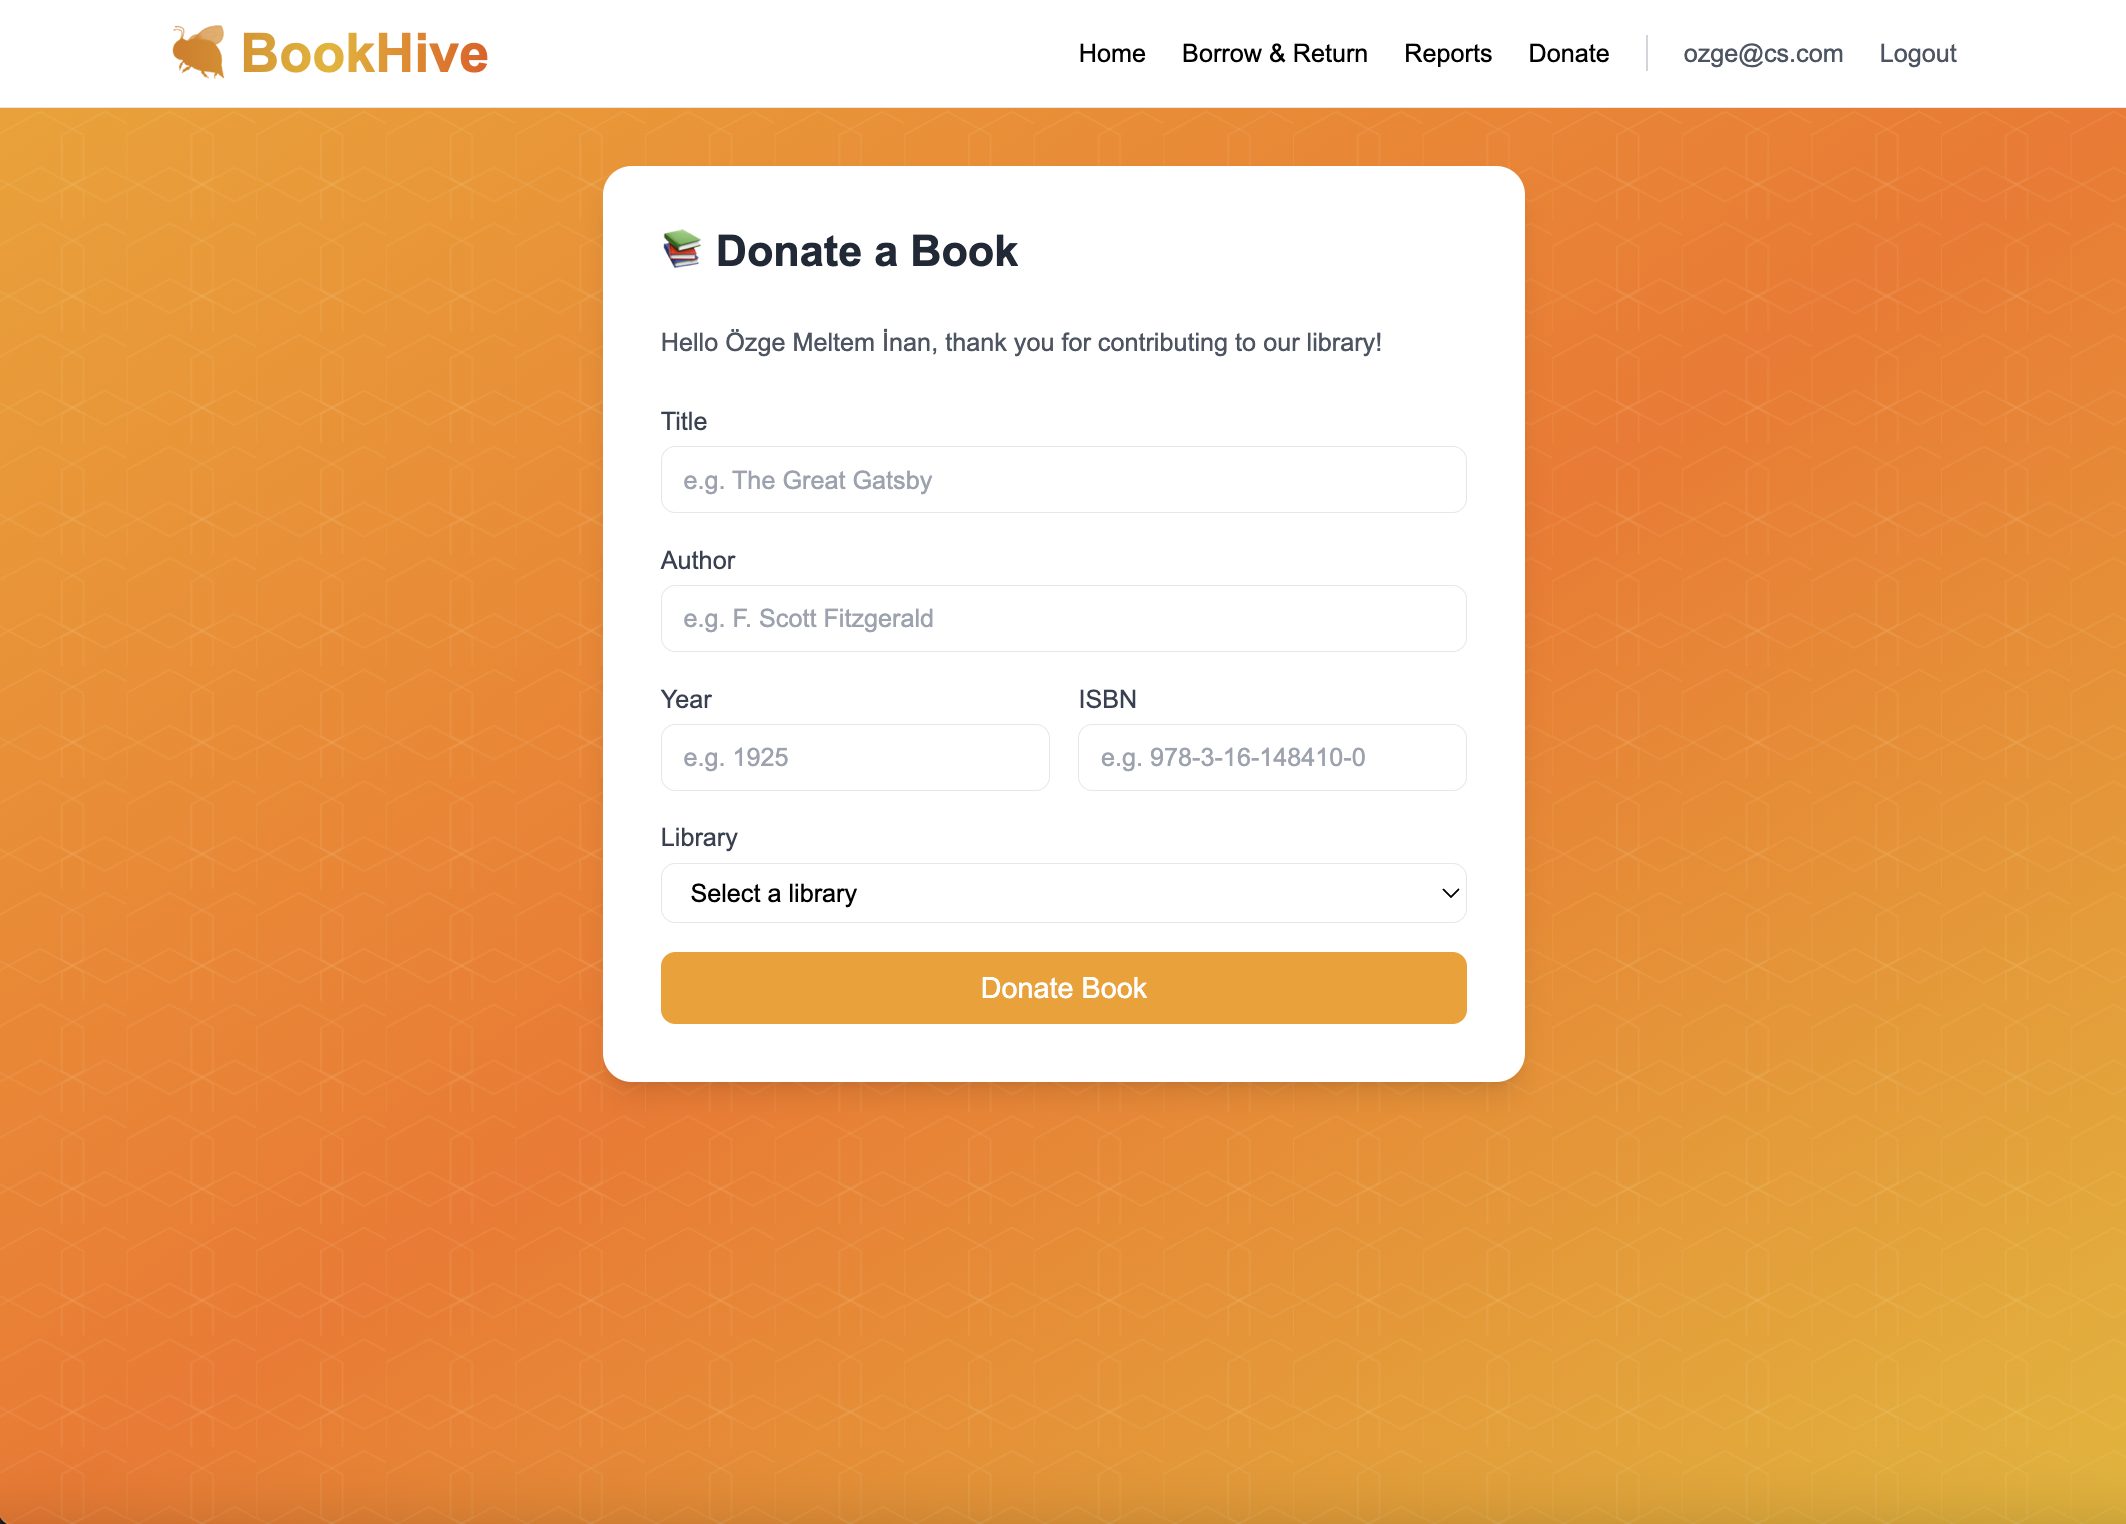 BookHive
Home Borrow & Return Reports Donate ozge@cs.com Logout
Donate a Book
Hello Özge Meltem İnan, thank you for contributing to our library!
Title
e.g. The Great Gatsby
Author
e.g. F. Scott Fitzgerald
Year ISBN
e.g. 1925 e.g. 978-3-16-148410-0
Library
Select a library
Donate Book